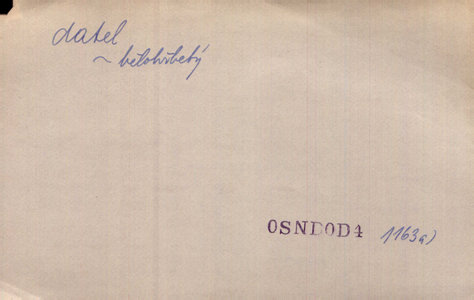 datel
~ bělohřbetý
OSNDOD4 1163a)